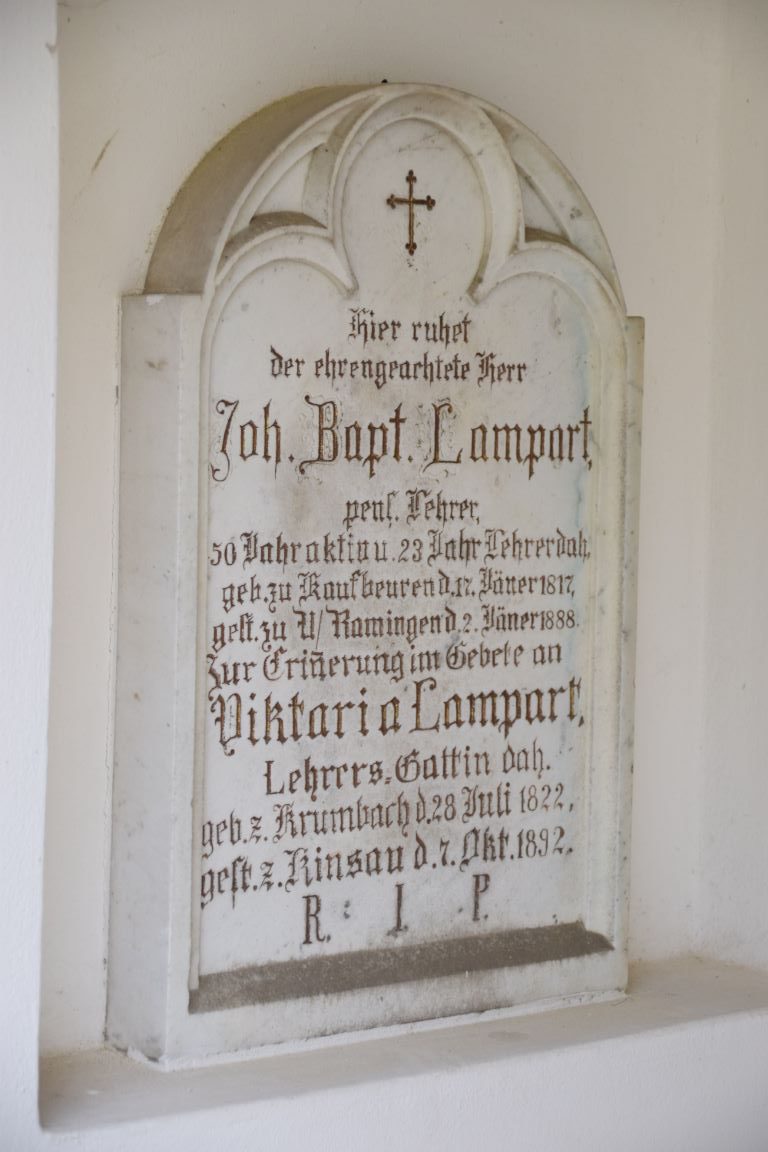 Hier ruhet
der ehrengeachtete Herr
Joh. Bapt. Lampart,
pens. Lehrer,
50 Jahr aktiv u. 23 Jahr Lehrer dah.
geb. zu Kaufbeuren d. 17. Jäner 1817,
gest. zu U/Ramingen d. 2. Jäner 1888.
Zur Erin̄erung im Gebete an
Viktaria Lampart,
Lehrers-Gattin dah.
geb. z. Krumbach d. 28 Juli 1822,
gest. z. Kinsau d. 7. Okt. 1892.
R. I. P.